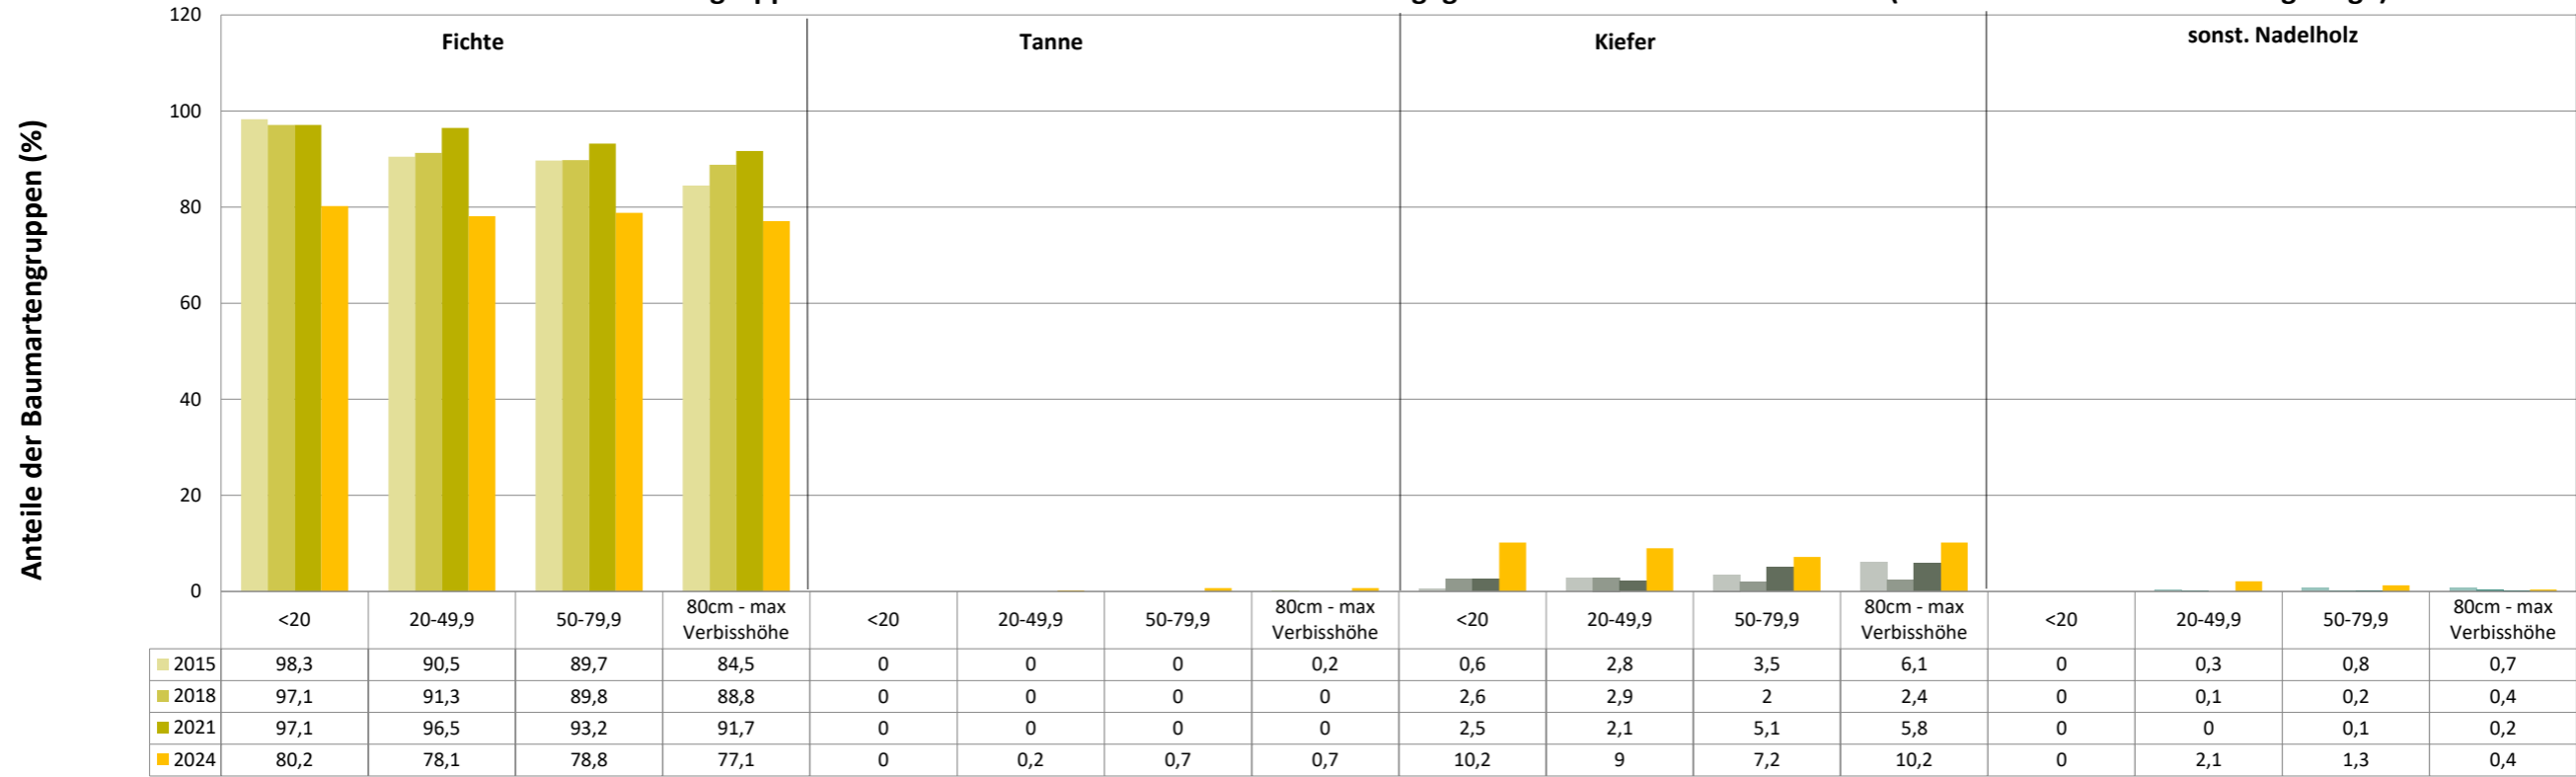 120
Fichte Tanne Kiefer sonst. Nadelholz
100
80
60
40
20
0
Anteile der Baumartengruppen (%)
<20 20-49,9 50-79,9 80cm - max Verbisshöhe <20 20-49,9 50-79,9 80cm - max Verbisshöhe <20 20-49,9 50-79,9 80cm - max Verbisshöhe <20 20-49,9 50-79,9 80cm - max Verbisshöhe
2015 98,3 90,5 89,7 84,5 0 0 0 0,2 0,6 2,8 3,5 6,1 0 0,3 0,8 0,7
2018 97,1 91,3 89,8 88,8 0 0 0 0 2,6 2,9 2 2,4 0 0,1 0,2 0,4
2021 97,1 96,5 93,2 91,7 0 0 0 0 2,5 2,1 5,1 5,8 0 0 0,1 0,2
2024 80,2 78,1 78,8 77,1 0 0,2 0,7 0,7 10,2 9 7,2 10,2 0 2,1 1,3 0,4